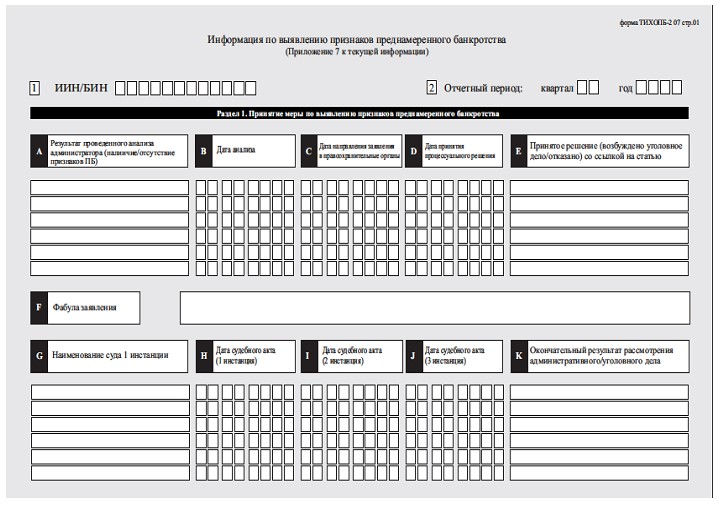 форма ТИХОПБ-2 07 стр.01
Информация по выявлению признаков преднамеренного банкротства
(Приложение 7 к текущей информации)
1 ИИН/БИН 2 Отчетный период: квартал год
Раздел 1. Принятие меры по выявлению признаков преднамеренного банкротства
A Результат проведенного анализа
администратора (наличие/отсутствие
признаков ПБ)
B Дата анализа
C Дата направления заявления
в правоохранительные органы
D Дата принятия
процессуального решения
E Принятое решение (возбуждено уголовное
дело/отказано) со ссылкой на статью
F Фабула заявления
G Наименование суда 1 инстанции
H Дата судебного акта
(1 инстанция)
I Дата судебного акта
(2 инстанция)
J Дата судебного акта
(3 инстанция)
K Окончательный результат рассмотрения
административного/уголовного дела